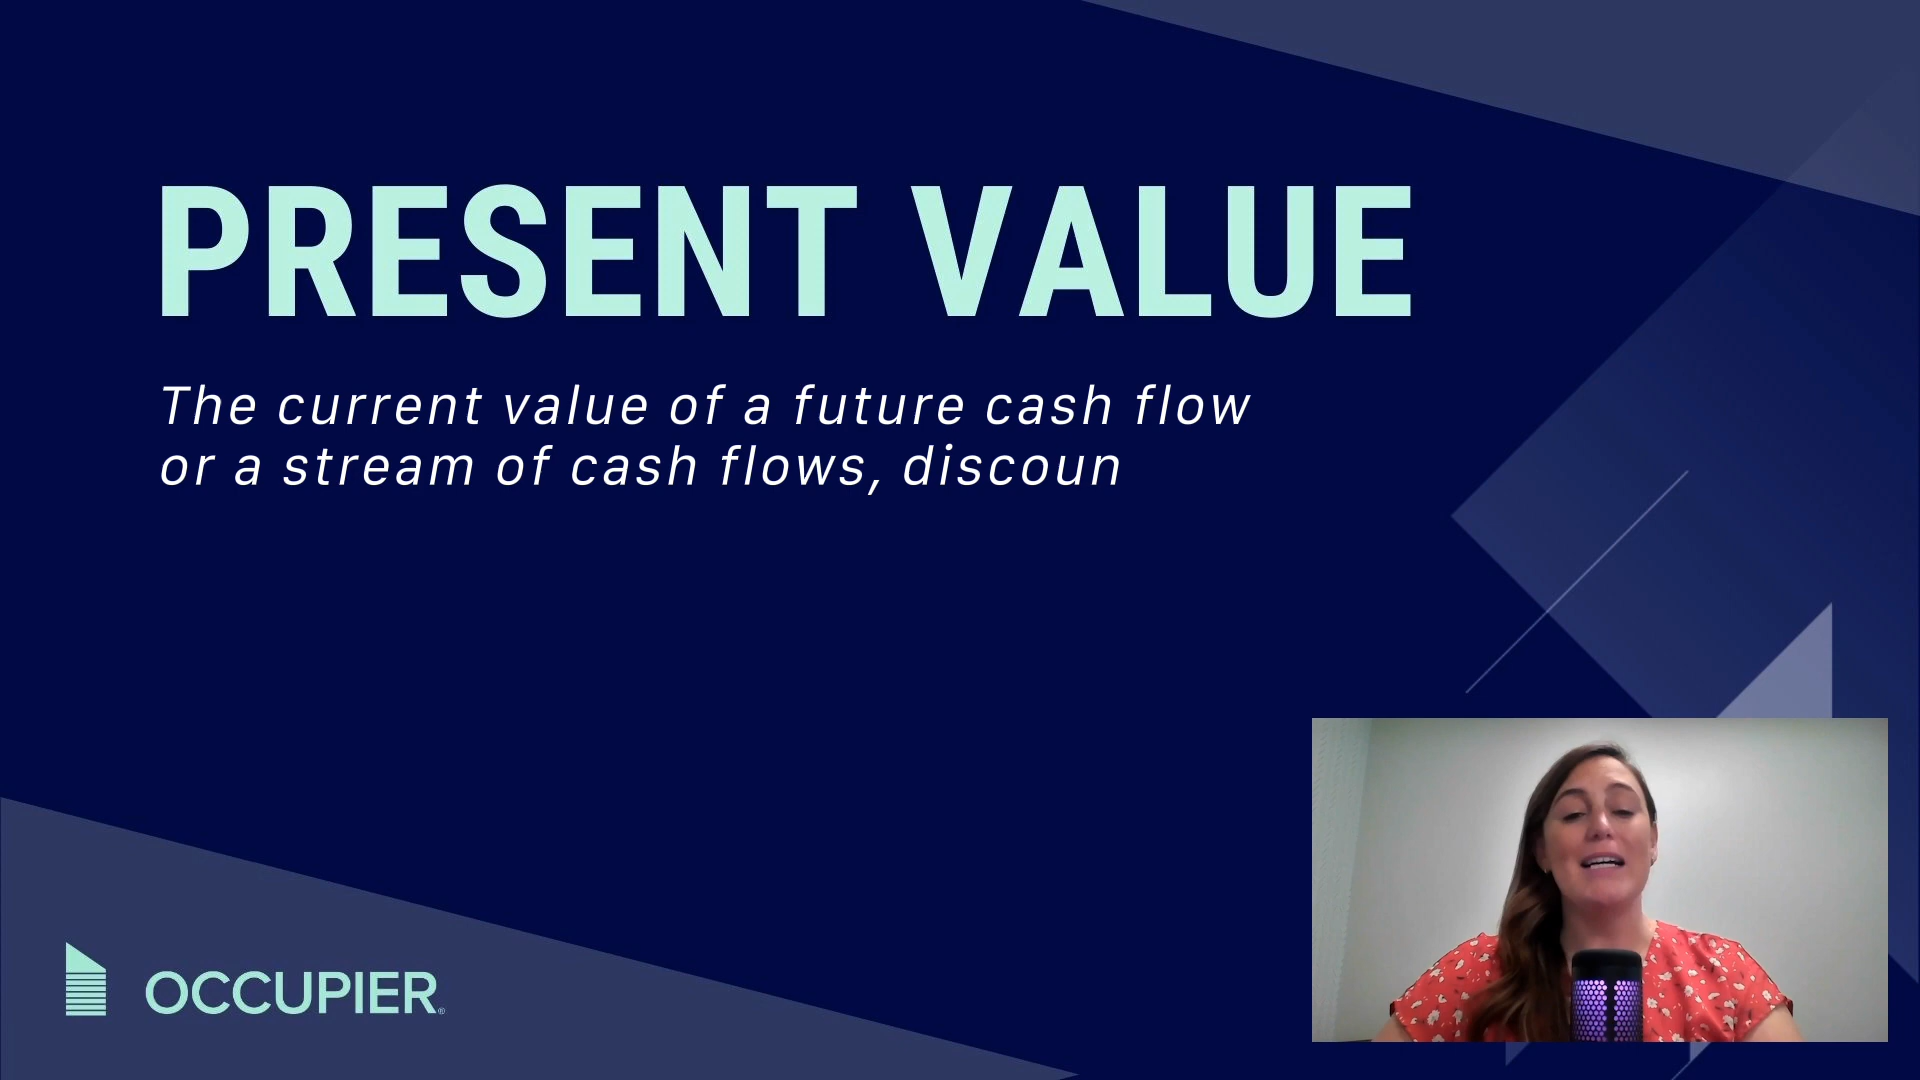 PRESENT VALUE
The current value of a future cash flow
or a stream of cash flows, discoun
OCCUPIER®